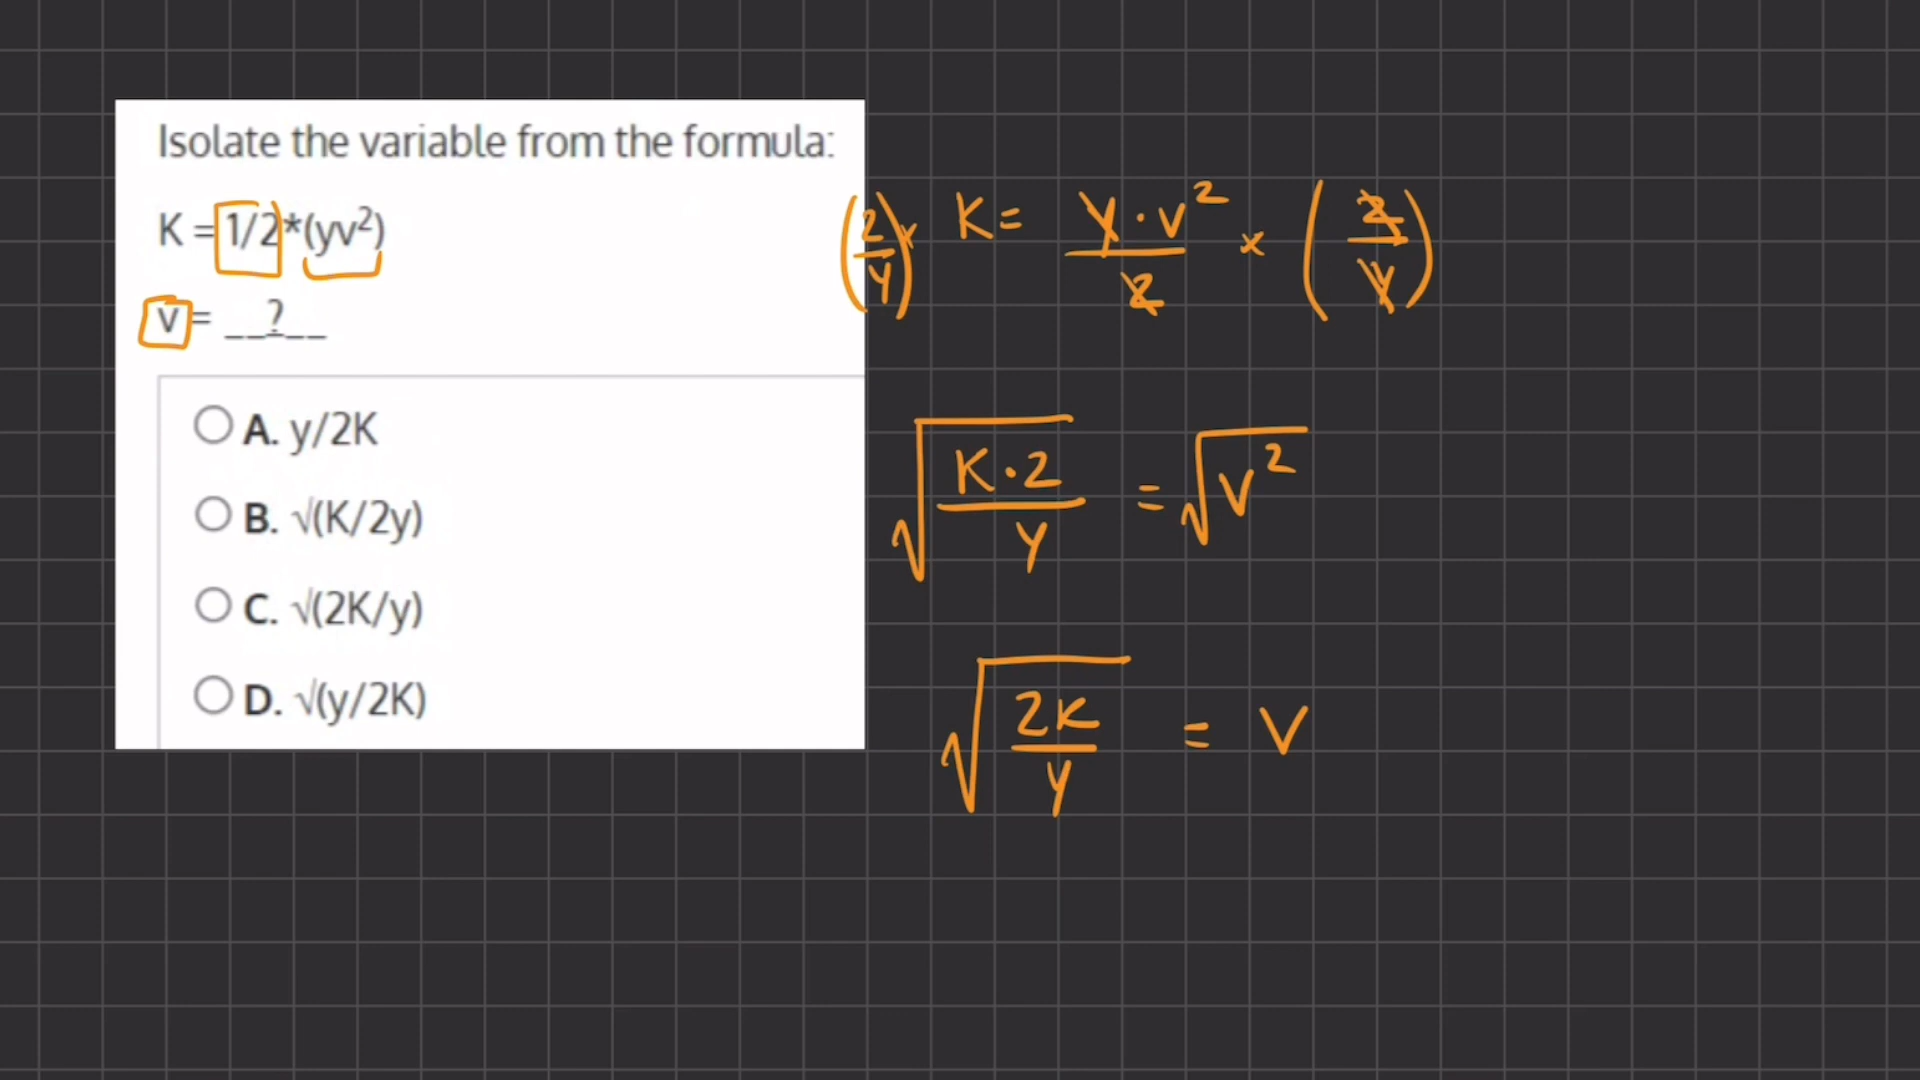 Isolate the variable from the formula:
K = 1/2*(yv²)
v = __?__
A. y/2K
B. √(K/2y)
C. √(2K/y)
D. √(y/2K)
(2/y) x K = y · v²/2 x (2/y)
√(K · 2/y) = √v²
√(2K/y) = v